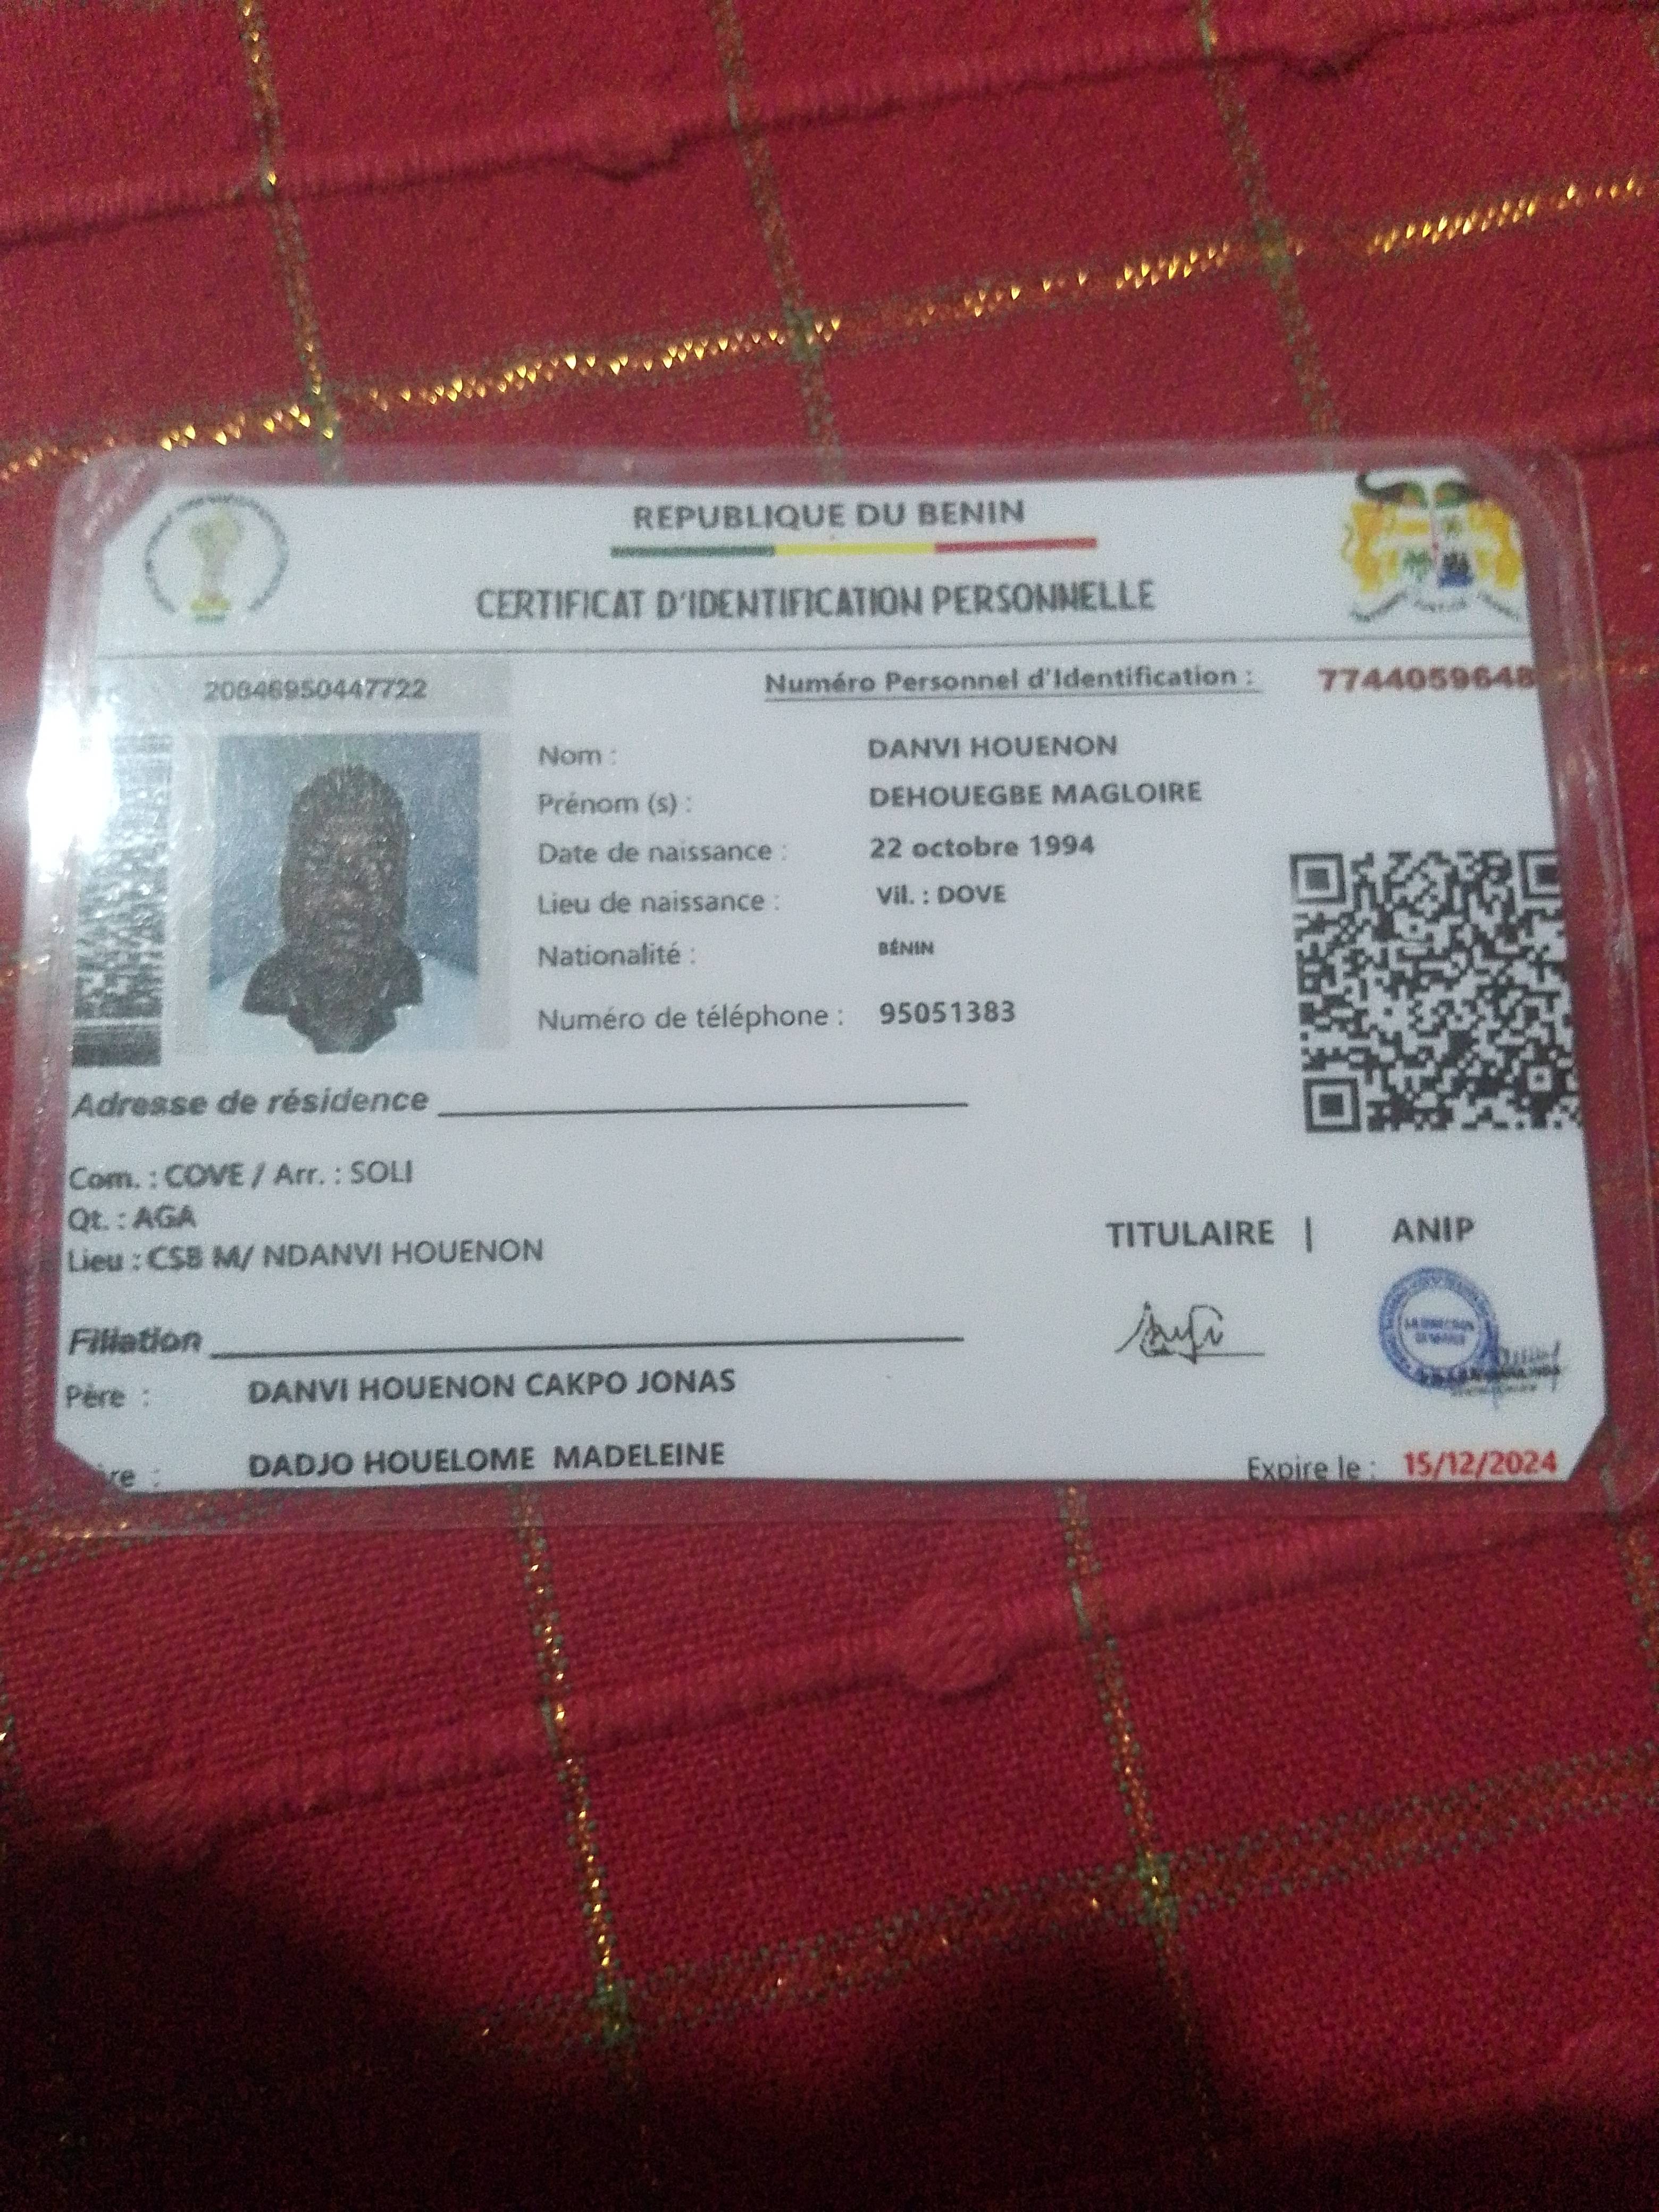 REPUBLIQUE DU BENIN
CERTIFICAT D'IDENTIFICATION PERSONNELLE
20846950447722
Numéro Personnel d'Identification : 7744059648
Nom : DANVI HOUENON
Prénom (s) : DEHOUEGBE MAGLOIRE
Date de naissance : 22 octobre 1994
Lieu de naissance : Vil. : DOVE
Nationalité : BÉNIN
Numéro de téléphone : 95051383
Adresse de résidence
Com. : COVE / Arr. : SOLI
Qt. : AGA
Lieu : CSB M/ NDANVI HOUENON
TITULAIRE | ANIP
Filiation
Père : DANVI HOUENON CAKPO JONAS
re : DADJO HOUELOME MADELEINE
Expire le : 15/12/2024